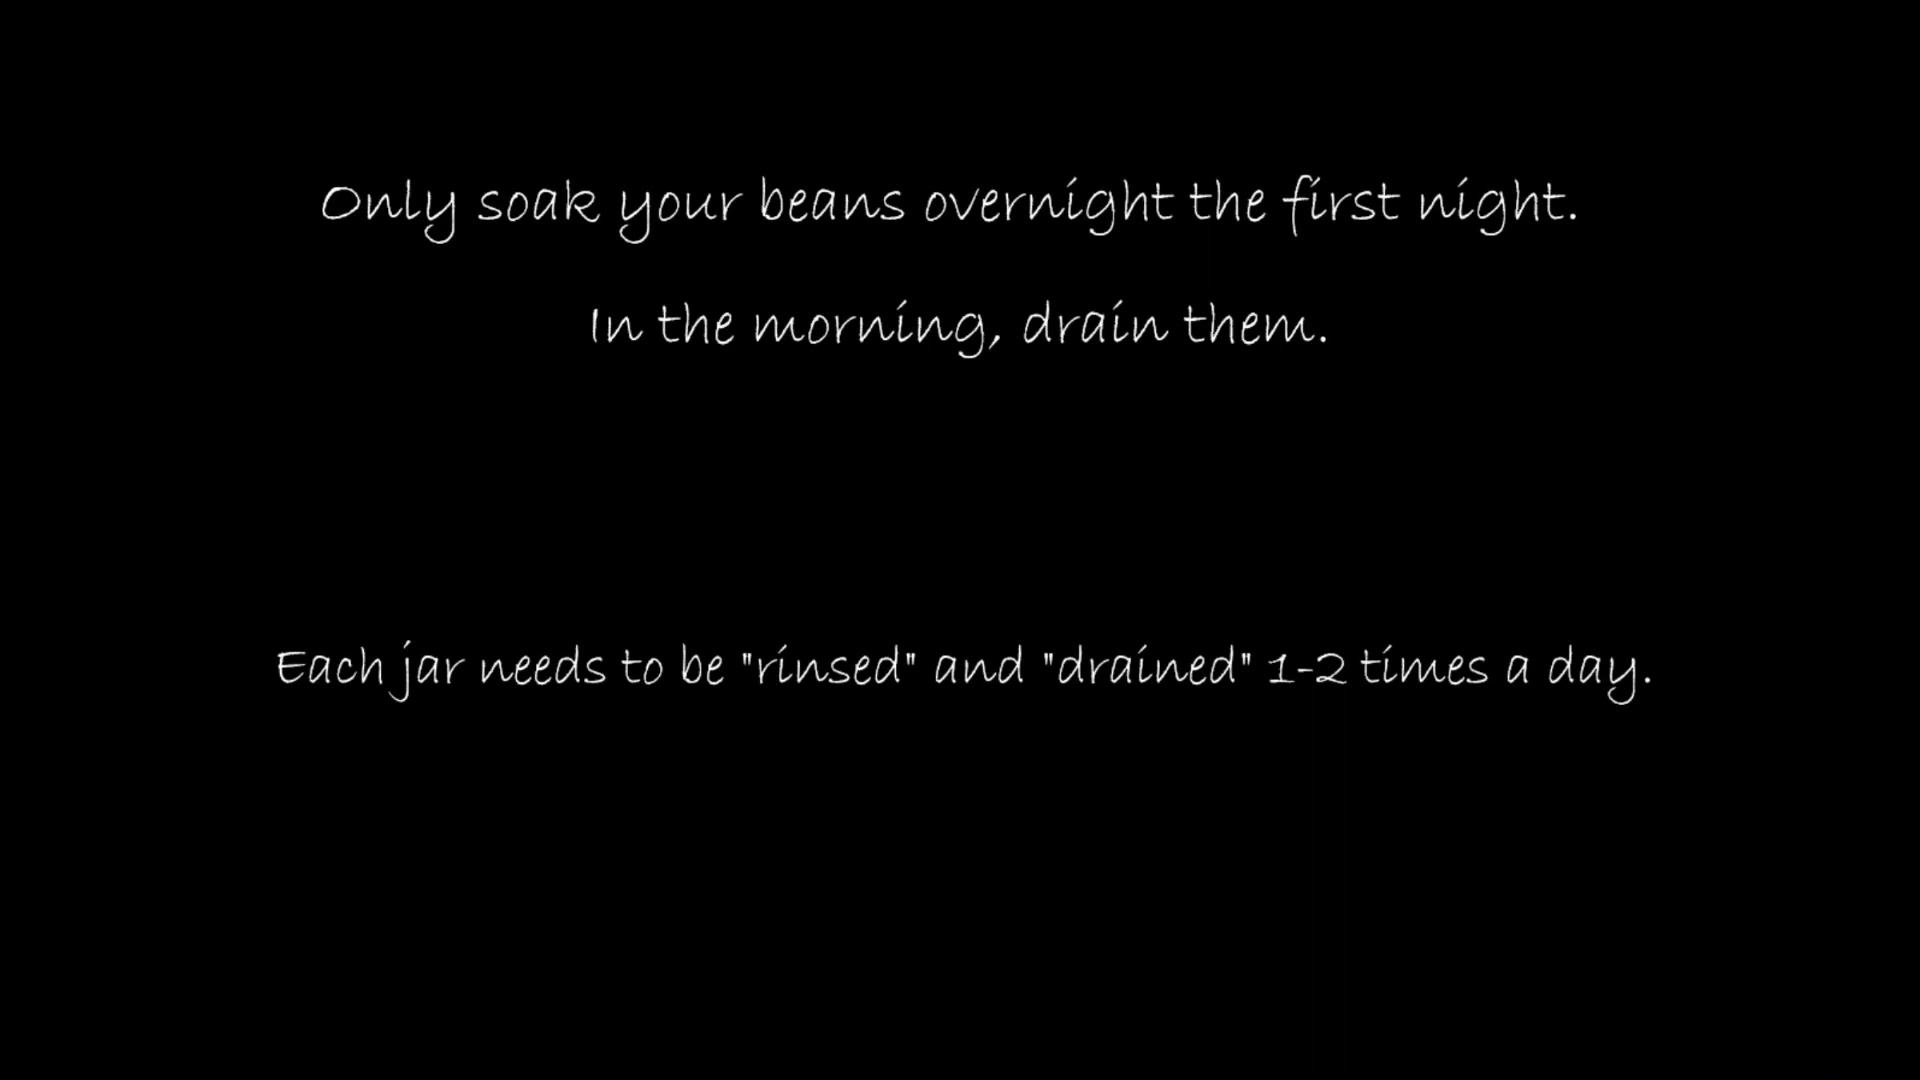 Only soak your beans overnight the first night.
In the morning, drain them.
Each jar needs to be "rinsed" and "drained" 1-2 times a day.